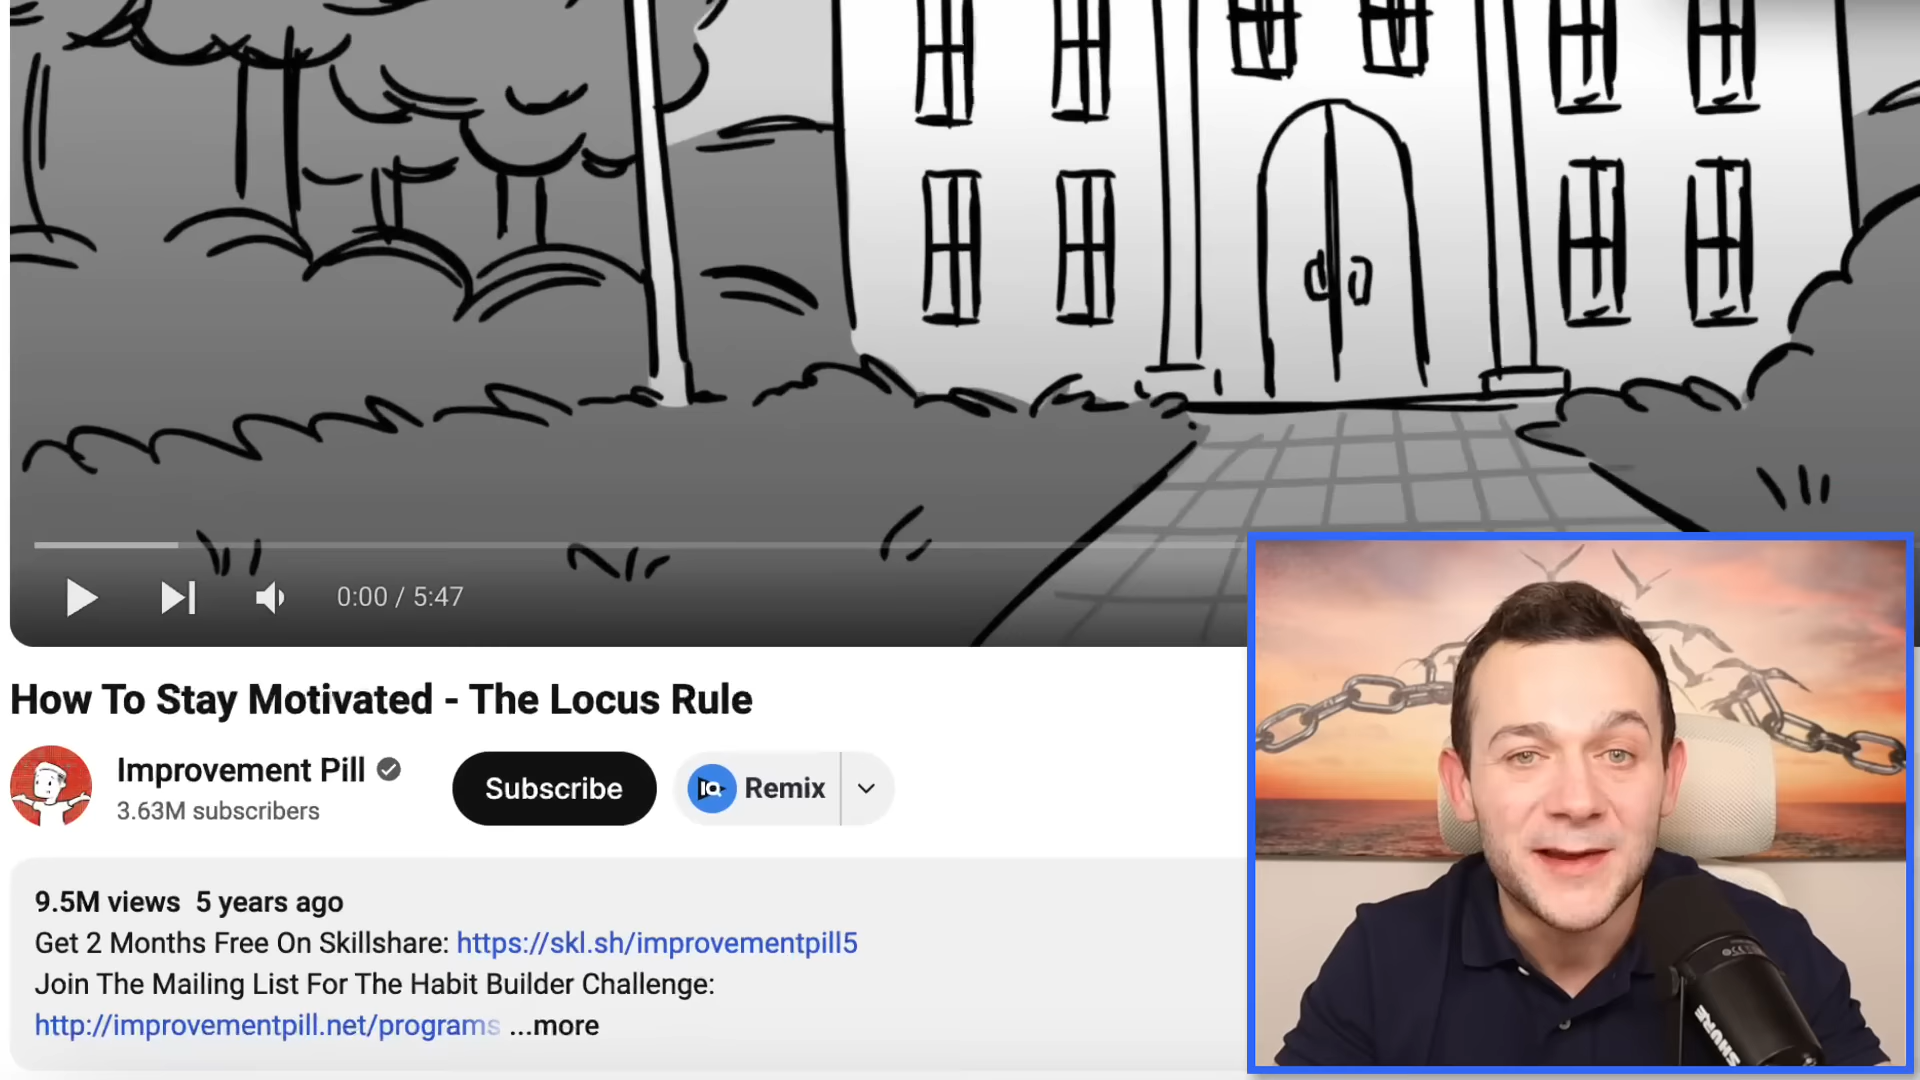 0:00 / 5:47
How To Stay Motivated - The Locus Rule
Improvement Pill
3.63M subscribers
Subscribe
Remix
9.5M views 5 years ago
Get 2 Months Free On Skillshare: https://skl.sh/improvementpill5
Join The Mailing List For The Habit Builder Challenge:
http://improvementpill.net/programs ...more
SHURE